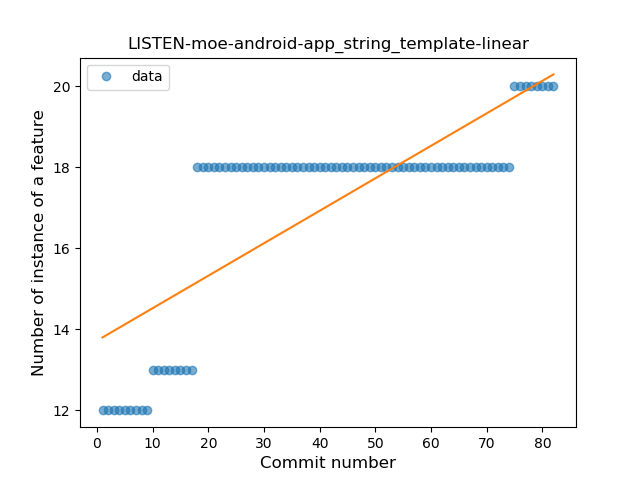 LISTEN-moe-android-app_string_template-linear
data
Number of instance of a feature
20
18
16
14
12
0 10 20 30 40 50 60 70 80
Commit number